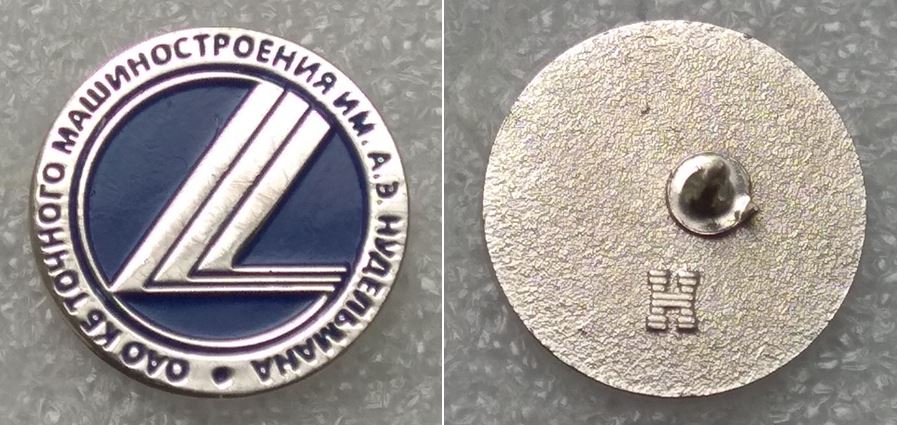 ОАО КБ ТОЧНОГО МАШИНОСТРОЕНИЯ ИМ. А.Э. НУДЕЛЬМАНА •